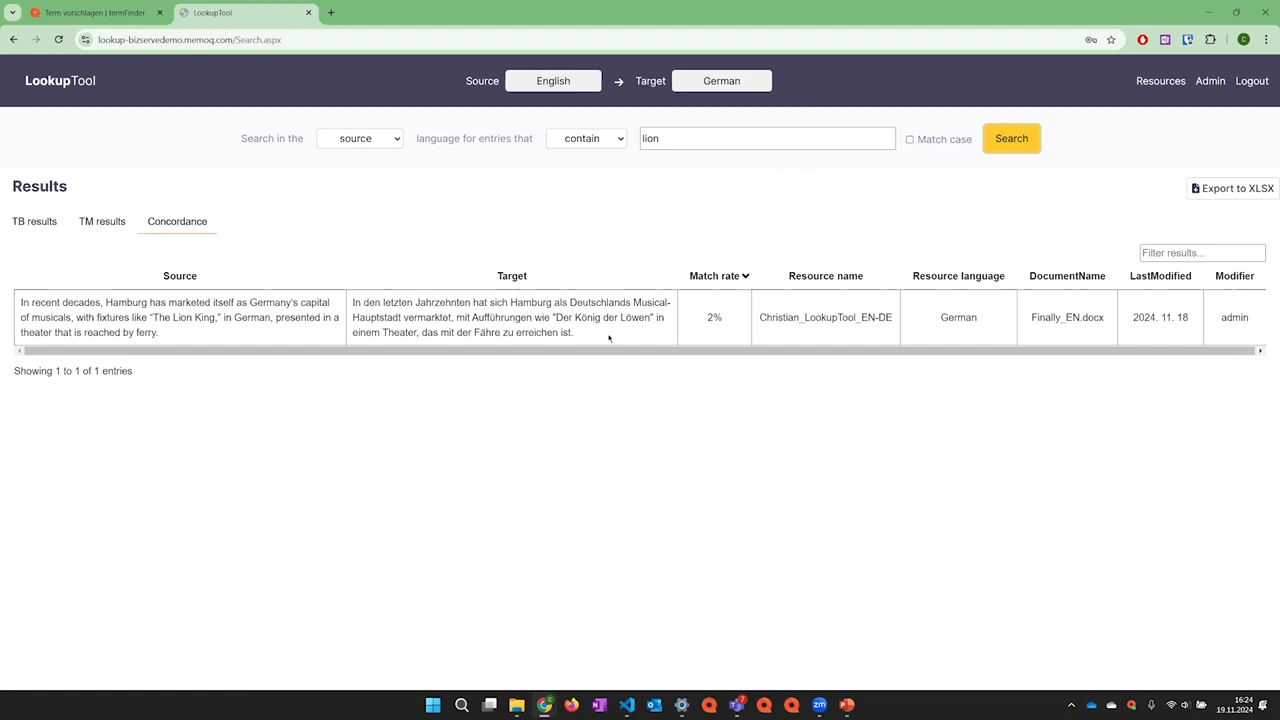 Term vorschlagen | termFinder
LookupTool
lookup-bizservedemo.memoq.com/Search.aspx
C
LookupTool
Source English → Target German
Resources Admin Logout
Search in the source language for entries that contain lion Match case Search
Results
Export to XLSX
TB results TM results Concordance
Filter results...
Source Target Match rate Resource name Resource language DocumentName LastModified Modifier
In recent decades, Hamburg has marketed itself as Germany's capital
of musicals, with fixtures like “The Lion King,” in German, presented in a
theater that is reached by ferry.
In den letzten Jahrzehnten hat sich Hamburg als Deutschlands Musical-
Hauptstadt vermarktet, mit Aufführungen wie "Der König der Löwen" in
einem Theater, das mit der Fähre zu erreichen ist.
2% Christian_LookupTool_EN-DE German Finally_EN.docx 2024. 11. 18 admin
Showing 1 to 1 of 1 entries
16:24
19.11.2024